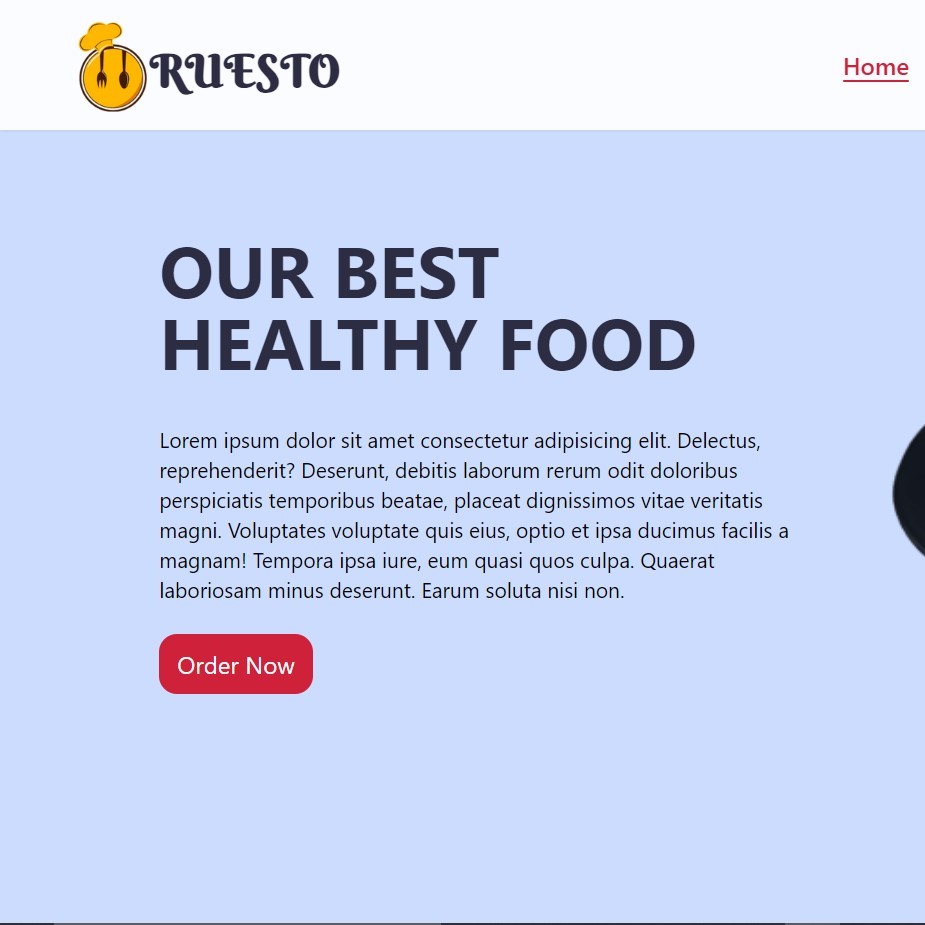 RUESTO
Home
OUR BEST
HEALTHY FOOD
Lorem ipsum dolor sit amet consectetur adipisicing elit. Delectus,
reprehenderit? Deserunt, debitis laborum rerum odit doloribus
perspiciatis temporibus beatae, placeat dignissimos vitae veritatis
magni. Voluptates voluptate quis eius, optio et ipsa ducimus facilis a
magnam! Tempora ipsa iure, eum quasi quos culpa. Quaerat
laboriosam minus deserunt. Earum soluta nisi non.
Order Now